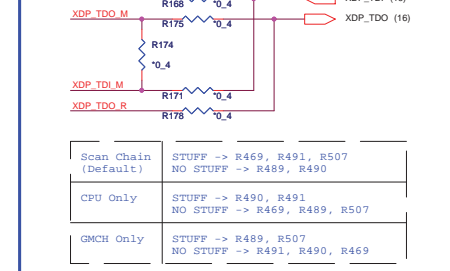 R168
*0_4
XDP_TDO_M
R175
*0_4
XDP_TDO (16)
R174
*0_4
XDP_TDI_M
R171
*0_4
XDP_TDO_R
R178
*0_4
Scan Chain (Default)
STUFF -> R469, R491, R507
NO STUFF -> R489, R490
CPU Only
STUFF -> R490, R491
NO STUFF -> R469, R489, R507
GMCH Only
STUFF -> R489, R507
NO STUFF -> R491, R490, R469